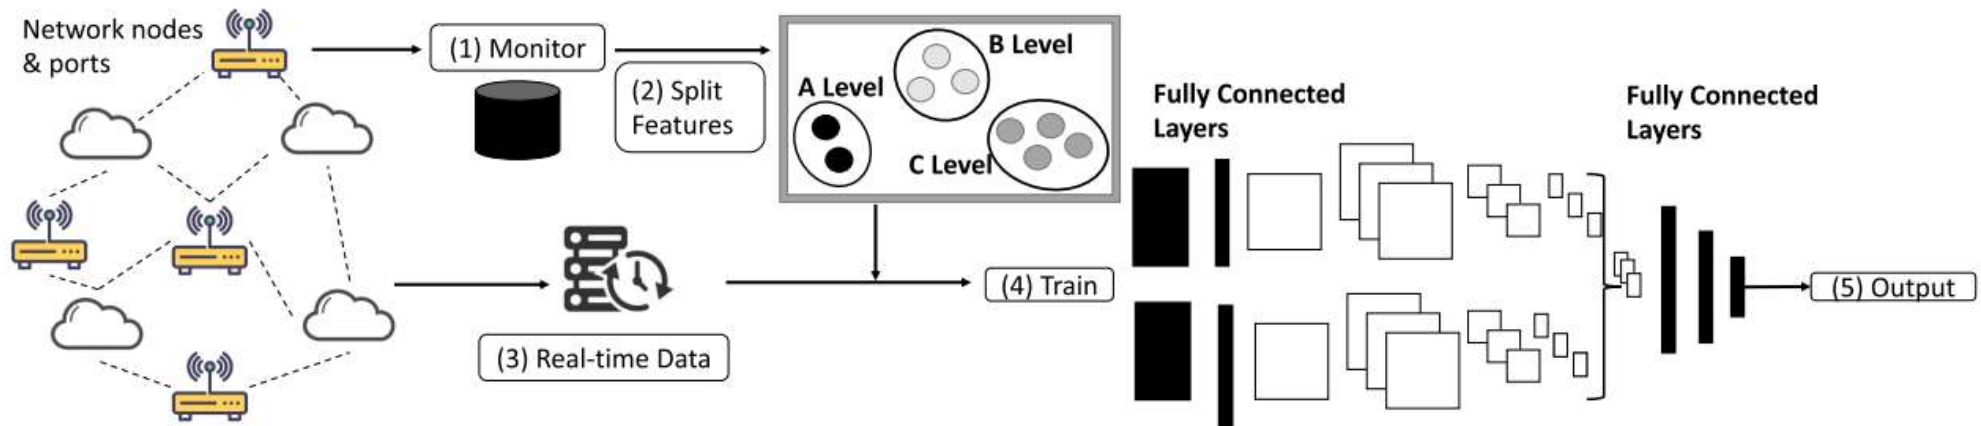 Network nodes
& ports
(1) Monitor
(2) Split
Features
A Level
B Level
C Level
(3) Real-time Data
(4) Train
Fully Connected
Layers
Fully Connected
Layers
(5) Output